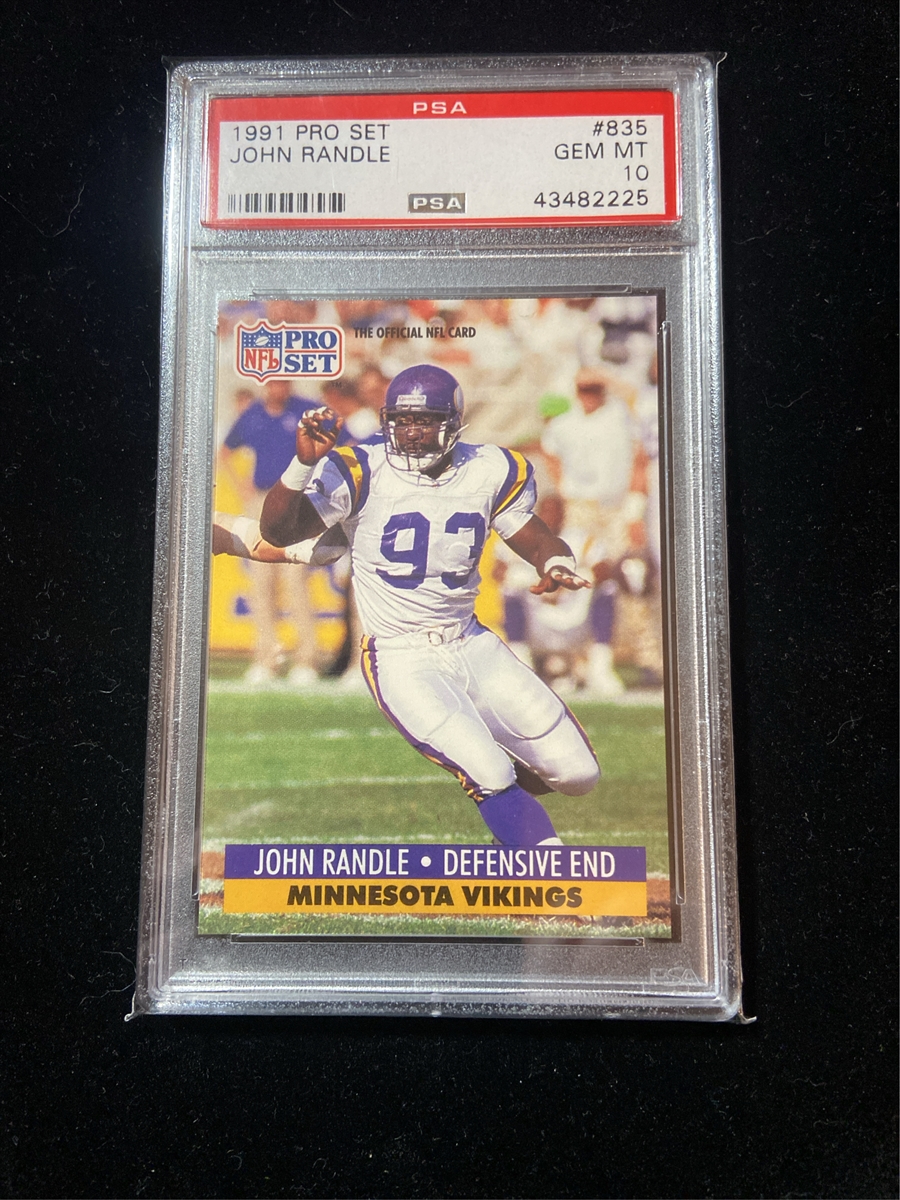 PSA
1991 PRO SET #835
JOHN RANDLE GEM MT
10
PSA 43482225
NFL PRO SET
THE OFFICIAL NFL CARD
93
JOHN RANDLE • DEFENSIVE END
MINNESOTA VIKINGS
PSA